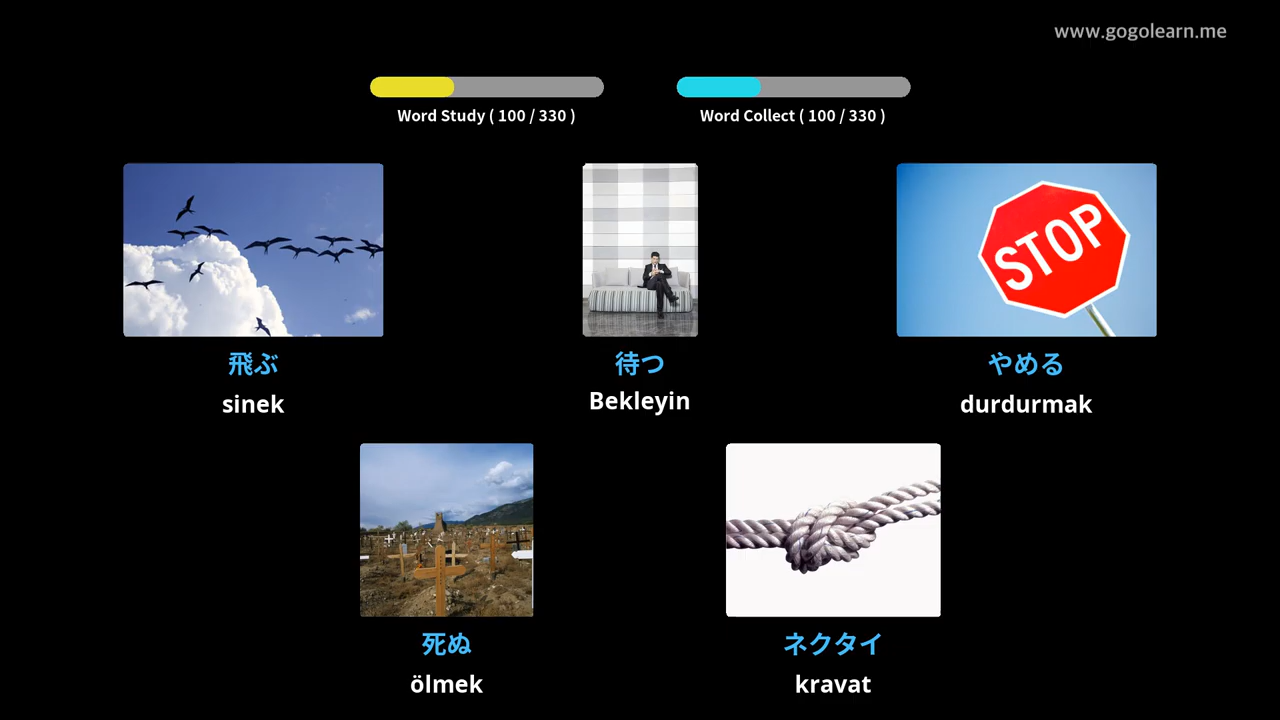 www.gogolearn.me
Word Study ( 100 / 330 )
Word Collect ( 100 / 330 )
STOP
飛ぶ
sinek
待つ
Bekleyin
やめる
durdurmak
死ぬ
ölmek
ネクタイ
kravat